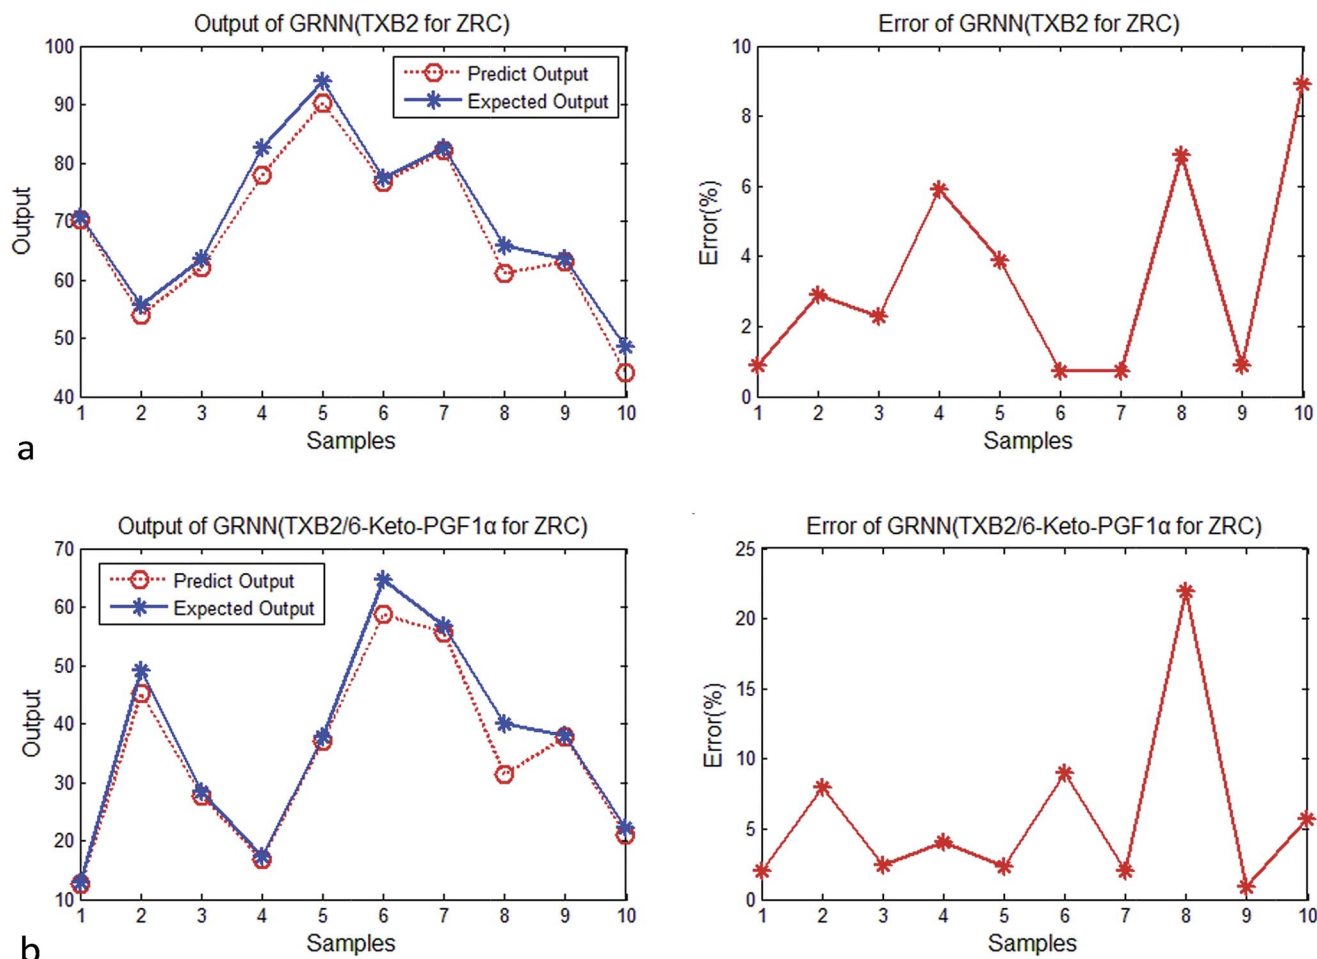 Output of GRNN(TXB2 for ZRC)
100
90
80
70
60
50
40
Output
Predict Output
Expected Output
1 2 3 4 5 6 7 8 9 10
Samples
Error of GRNN(TXB2 for ZRC)
10
8
6
4
2
0
Error(%)
1 2 3 4 5 6 7 8 9 10
Samples
a
Output of GRNN(TXB2/6-Keto-PGF1α for ZRC)
70
60
50
40
30
20
10
Output
Predict Output
Expected Output
1 2 3 4 5 6 7 8 9 10
Samples
Error of GRNN(TXB2/6-Keto-PGF1α for ZRC)
25
20
15
10
5
0
Error(%)
1 2 3 4 5 6 7 8 9 10
Samples
b